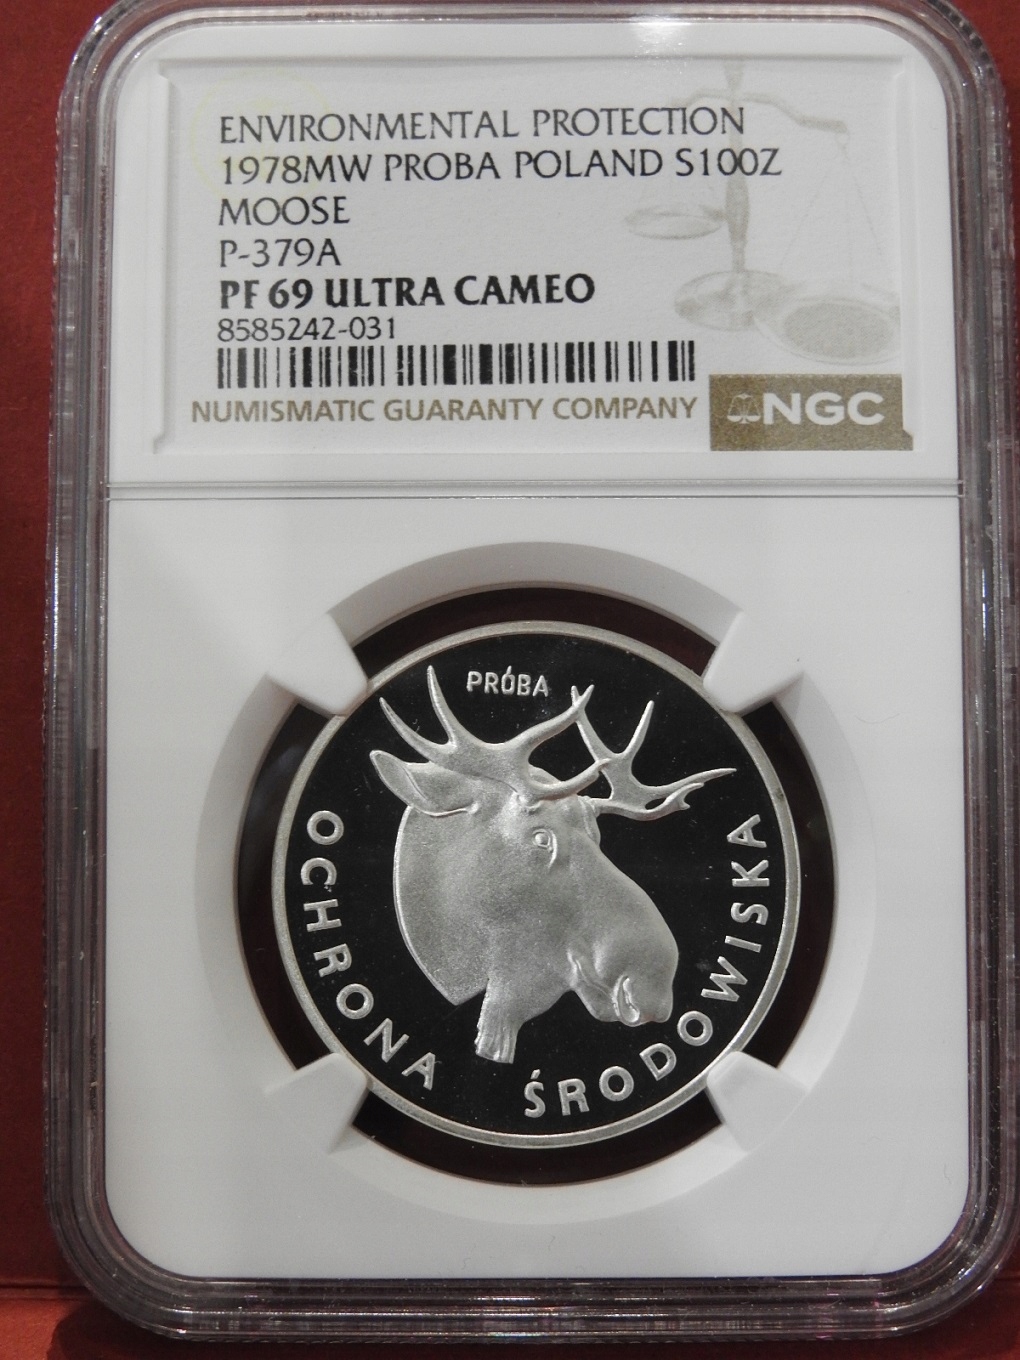 ENVIRONMENTAL PROTECTION
1978MW PROBA POLAND S100Z
MOOSE
P-379A
PF 69 ULTRA CAMEO
8585242-031
NUMISMATIC GUARANTY COMPANY
NGC
PRÓBA
OCHRONA ŚRODOWISKA